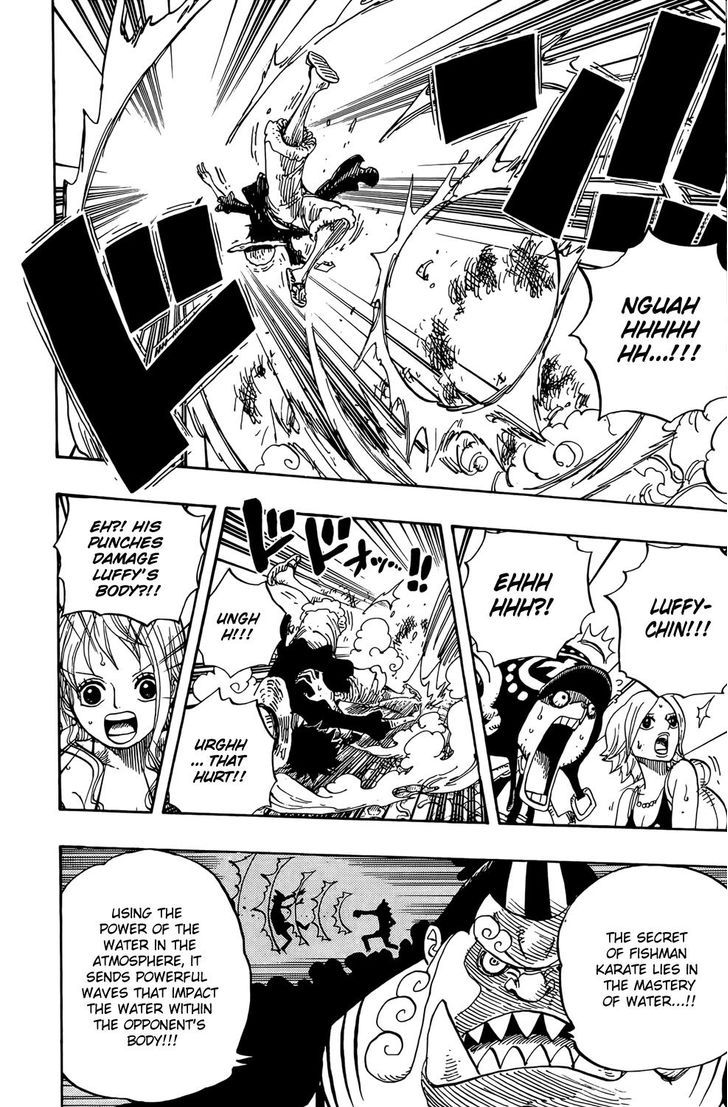 ドン!!!
NGUAH
HHHHH
HH...!!!
EHHH
HHH?!
LUFFY-
CHIN!!!
ドドメッ...!!
UNGH
H!!!
URGHH
... THAT
HURT!!
EH?! HIS
PUNCHES
DAMAGE
LUFFY'S
BODY?!!
THE SECRET
OF FISHMAN
KARATE LIES IN
THE MASTERY
OF WATER...!!
USING THE
POWER OF THE
WATER IN THE
ATMOSPHERE, IT
SENDS POWERFUL
WAVES THAT IMPACT
THE WATER WITHIN
THE OPPONENT'S
BODY!!!